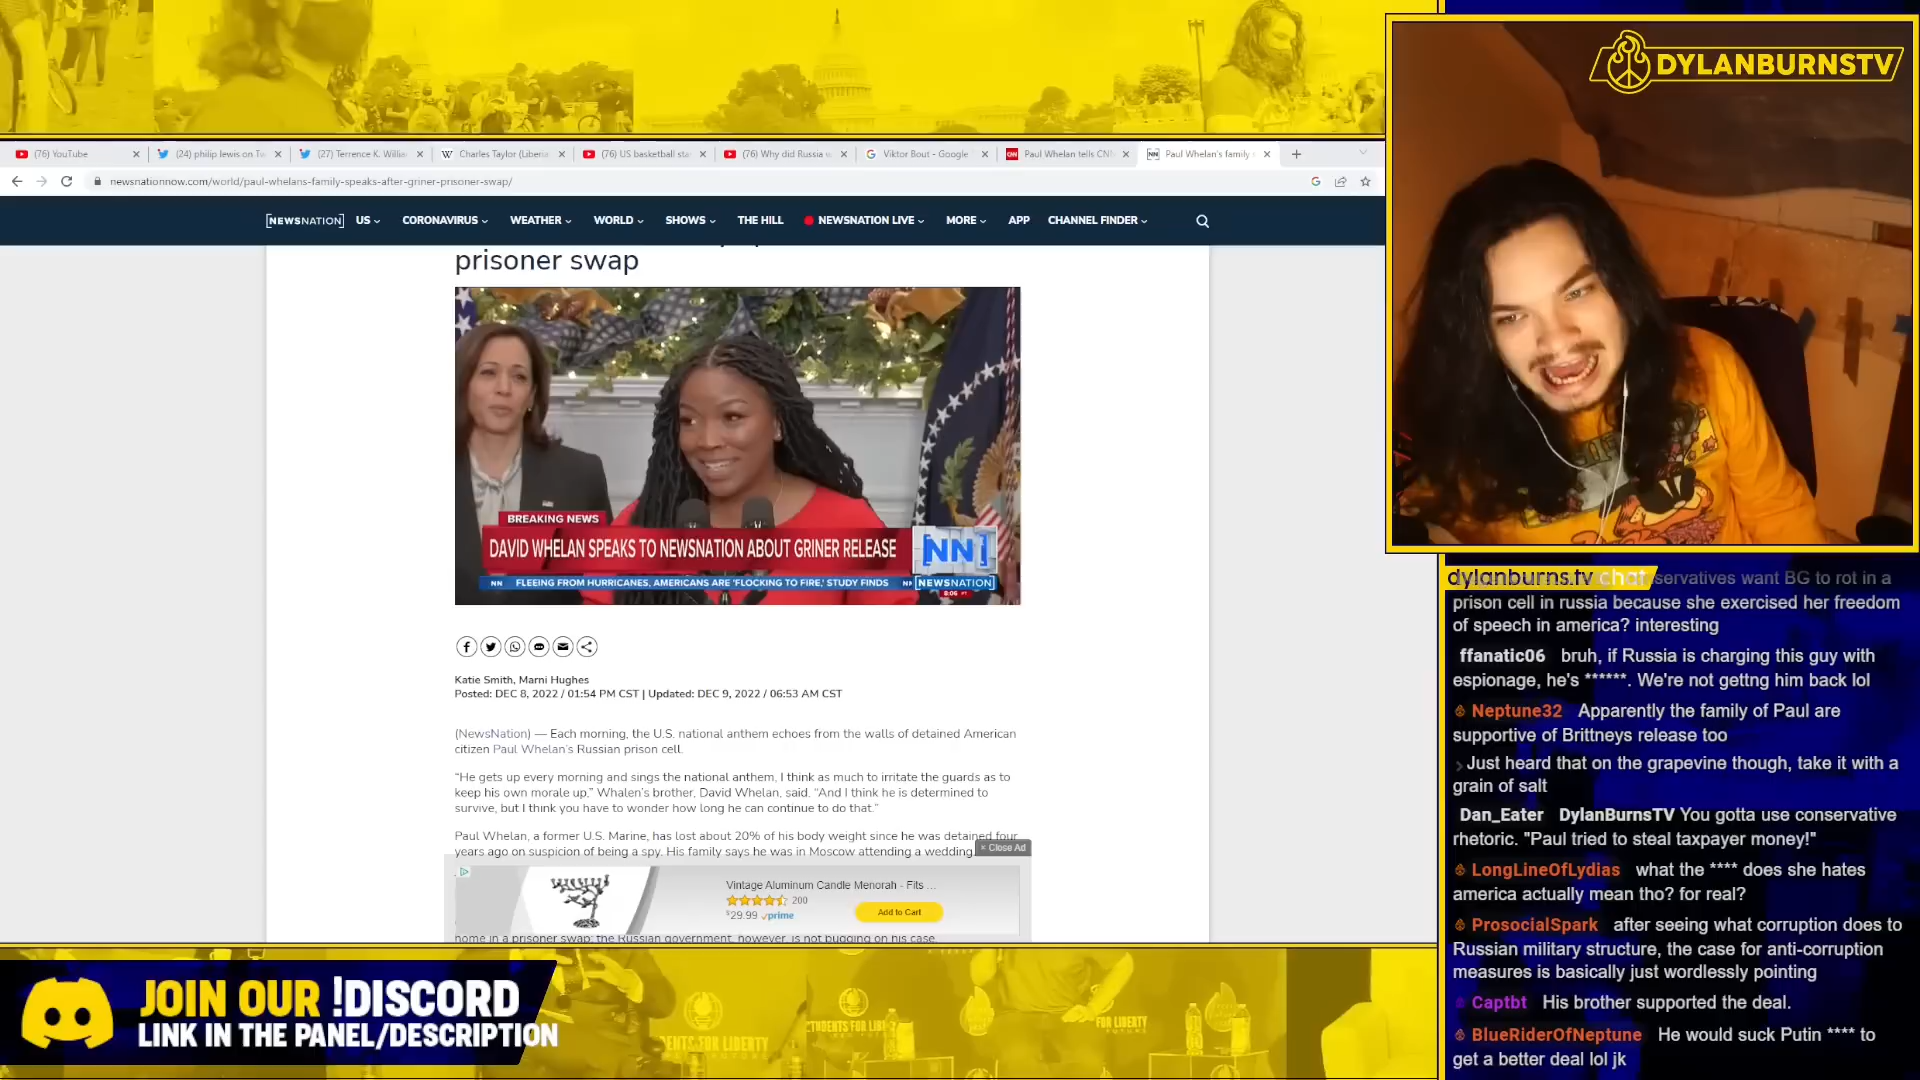 DYLANBURNSTV
(76) YouTube
(24) philip lewis on Tw
(27) Terrence K. Willia
Charles Taylor (Liberia
(76) US basketball sta
(76) Why did Russia w
Viktor Bout - Google
Paul Whelan tells CNN
Paul Whelan's family s
newsnationnow.com/world/paul-whelans-family-speaks-after-griner-prisoner-swap/
[NEWSNATION]
US
CORONAVIRUS
WEATHER
WORLD
SHOWS
THE HILL
NEWSNATION LIVE
MORE
APP
CHANNEL FINDER
prisoner swap
BREAKING NEWS
DAVID WHELAN SPEAKS TO NEWSNATION ABOUT GRINER RELEASE
[NN]
NN FLEEING FROM HURRICANES, AMERICANS ARE 'FLOCKING TO FIRE,' STUDY FINDS
[NEWSNATION]
8:06 PT
Katie Smith, Marni Hughes
Posted: DEC 8, 2022 / 01:54 PM CST | Updated: DEC 9, 2022 / 06:53 AM CST
(NewsNation) — Each morning, the U.S. national anthem echoes from the walls of detained American
citizen Paul Whelan's Russian prison cell.
“He gets up every morning and sings the national anthem, I think as much to irritate the guards as to
keep his own morale up,” Whalen's brother, David Whelan, said. “And I think he is determined to
survive, but I think you have to wonder how long he can continue to do that.”
Paul Whelan, a former U.S. Marine, has lost about 20% of his body weight since he was detained four
years ago on suspicion of being a spy. His family says he was in Moscow attending a wedding.
× Close Ad
Vintage Aluminum Candle Menorah - Fits ...
200
$29.99 prime
Add to Cart
home in a prisoner swap; the Russian government, however, is not budging on his case.
dylanburns.tv chat
servatives want BG to rot in a
prison cell in russia because she exercised her freedom
of speech in america? interesting
ffanatic06 bruh, if Russia is charging this guy with
espionage, he's ******. We're not gettng him back lol
Neptune32 Apparently the family of Paul are
supportive of Brittneys release too
Just heard that on the grapevine though, take it with a
grain of salt
Dan_Eater DylanBurnsTV You gotta use conservative
rhetoric. "Paul tried to steal taxpayer money!"
LongLineOfLydias what the **** does she hates
america actually mean tho? for real?
ProsocialSpark after seeing what corruption does to
Russian military structure, the case for anti-corruption
measures is basically just wordlessly pointing
Captbt His brother supported the deal.
BlueRiderOfNeptune He would suck Putin **** to
get a better deal lol jk
JOIN OUR !DISCORD
LINK IN THE PANEL/DESCRIPTION
FOR LIBERTY